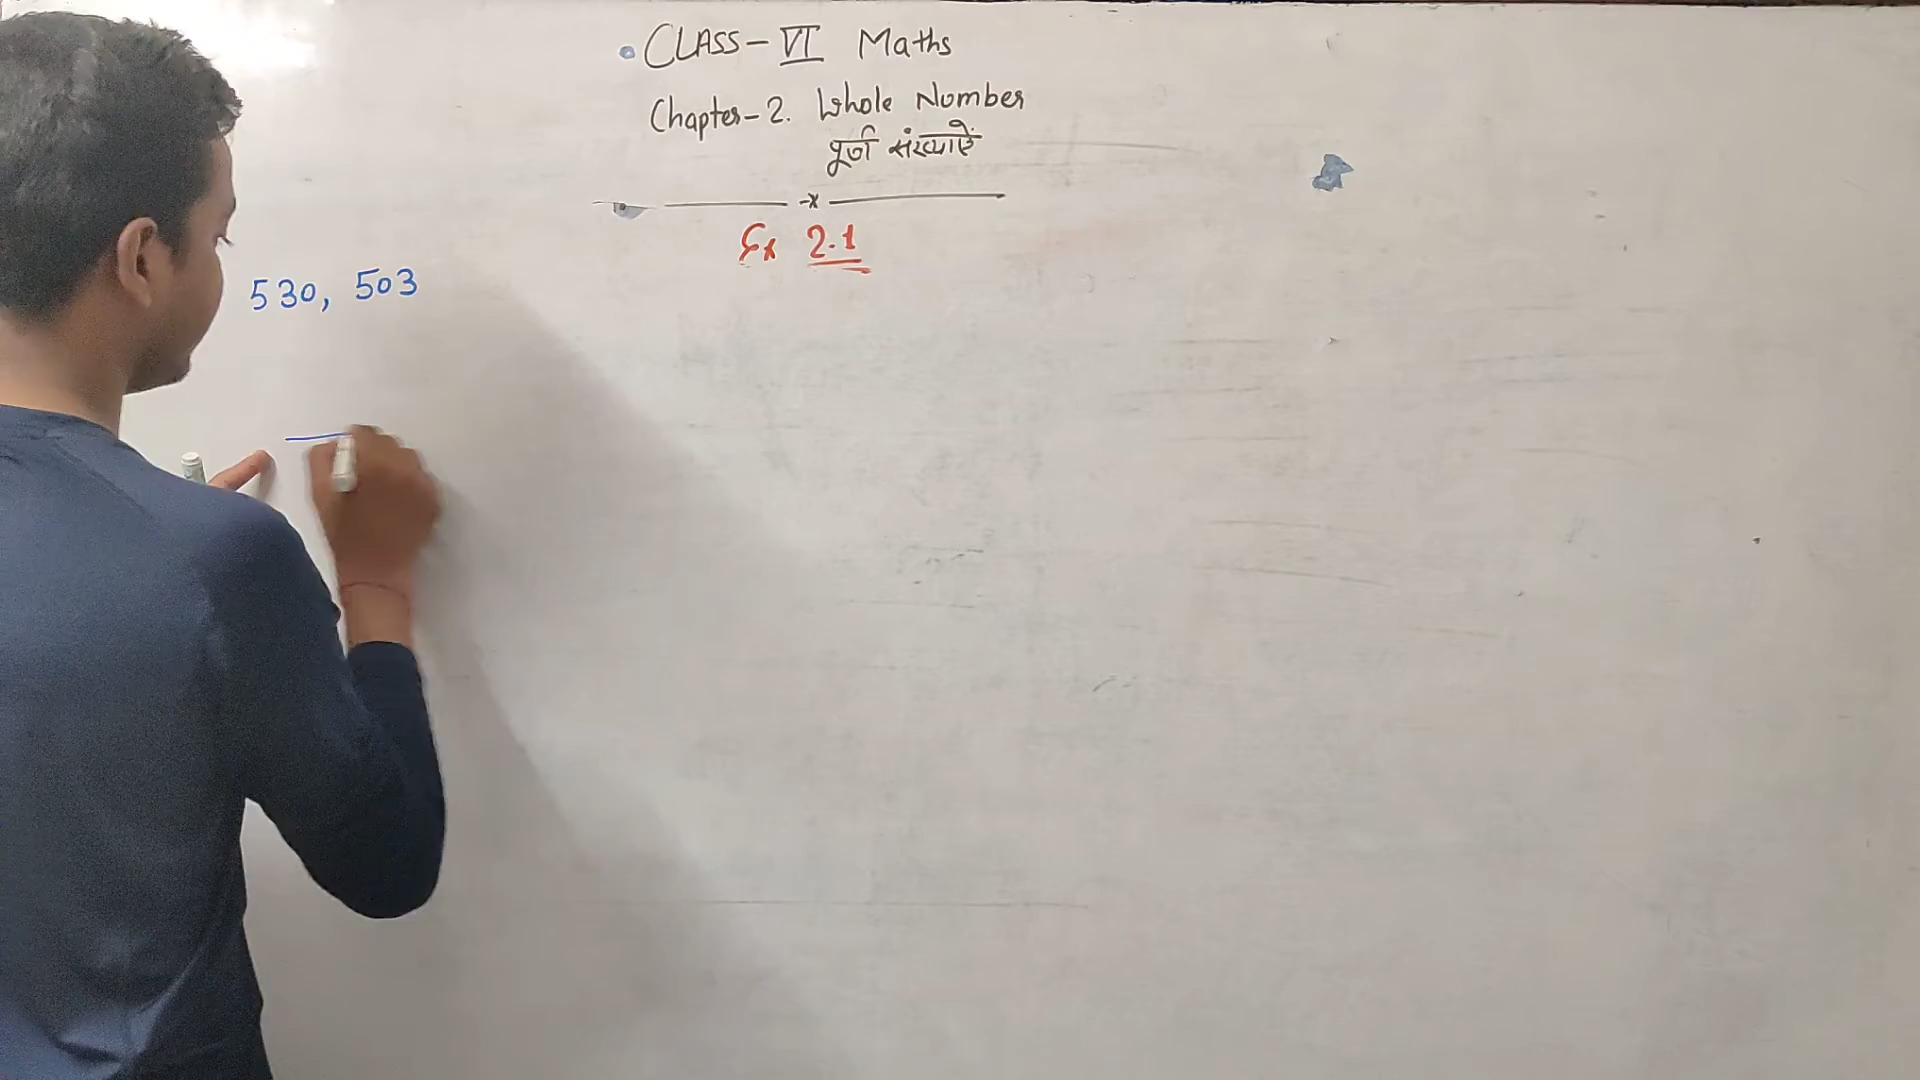 CLASS-VI Maths
Chapter-2. Whole Number
पूर्ण संख्याएँ
Ex 2.1
530, 503